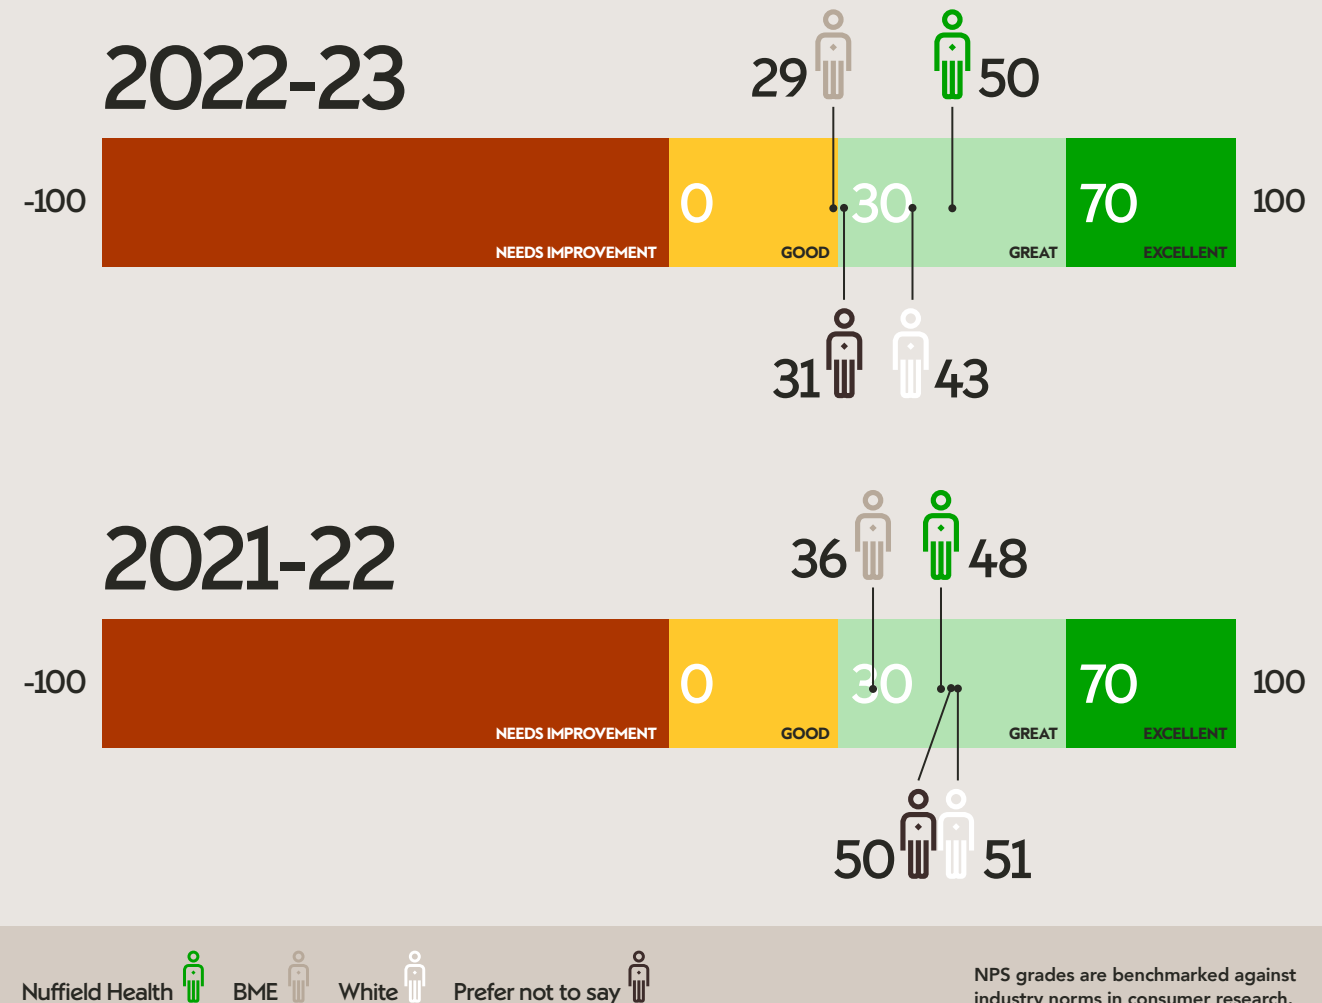 2022-23
29
50
-100
0
30
70
100
NEEDS IMPROVEMENT
GOOD
GREAT
EXCELLENT
31
43
2021-22
36
48
-100
0
30
70
100
NEEDS IMPROVEMENT
GOOD
GREAT
EXCELLENT
50
51
Nuffield Health
BME
White
Prefer not to say
NPS grades are benchmarked against
industry norms in consumer research.